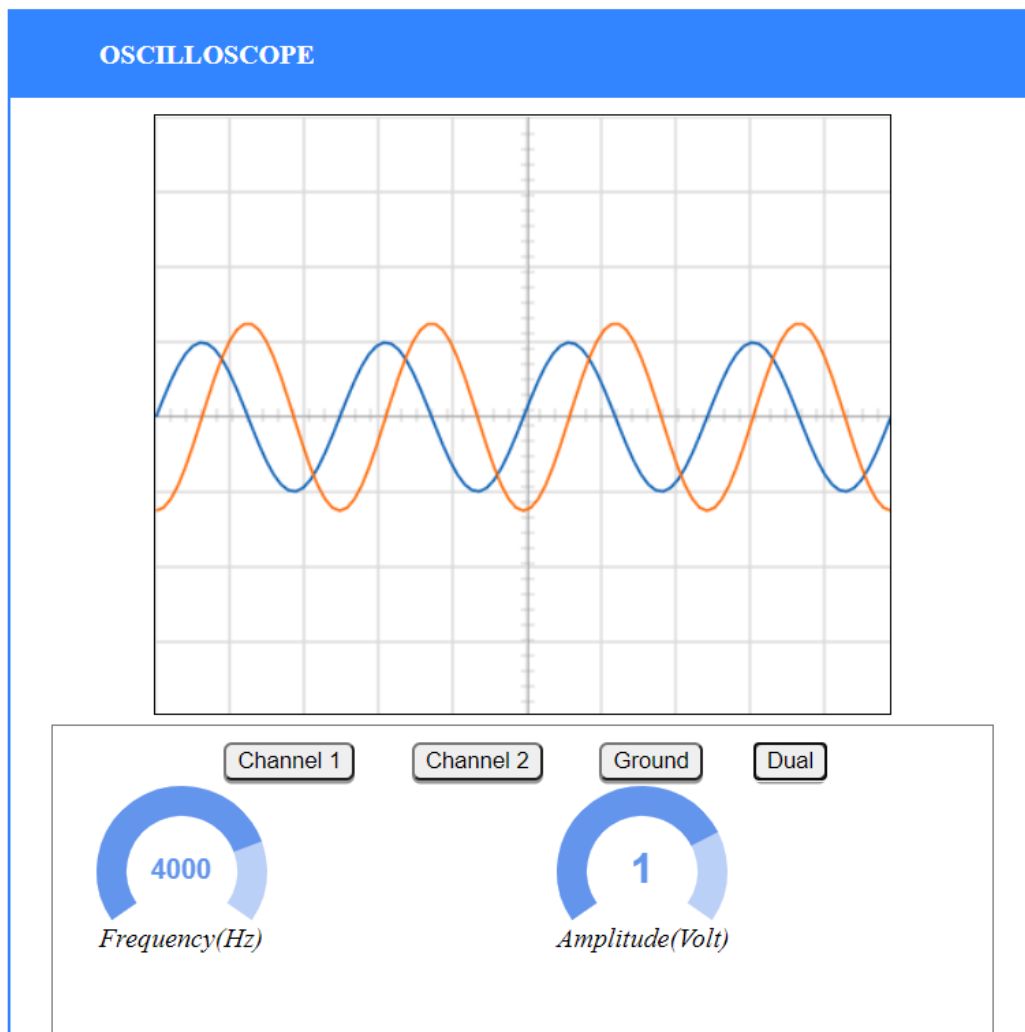 OSCILLOSCOPE
Channel 1 Channel 2 Ground Dual
4000 1
Frequency(Hz) Amplitude(Volt)